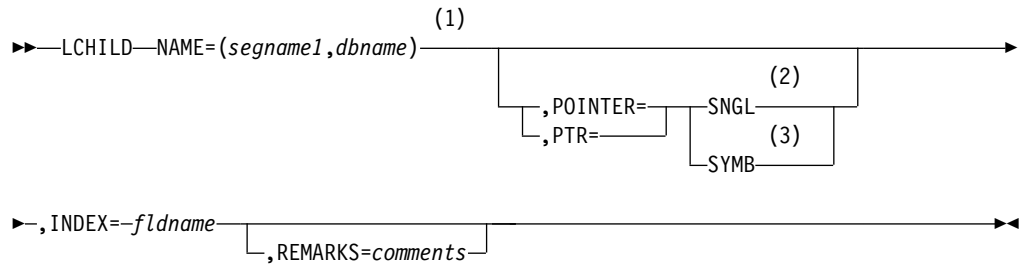 (1)
LCHILD NAME=(segname1,dbname)
(2)
,POINTER= SNGL
,PTR= (3)
SYMB
,INDEX= fldname
,REMARKS=comments